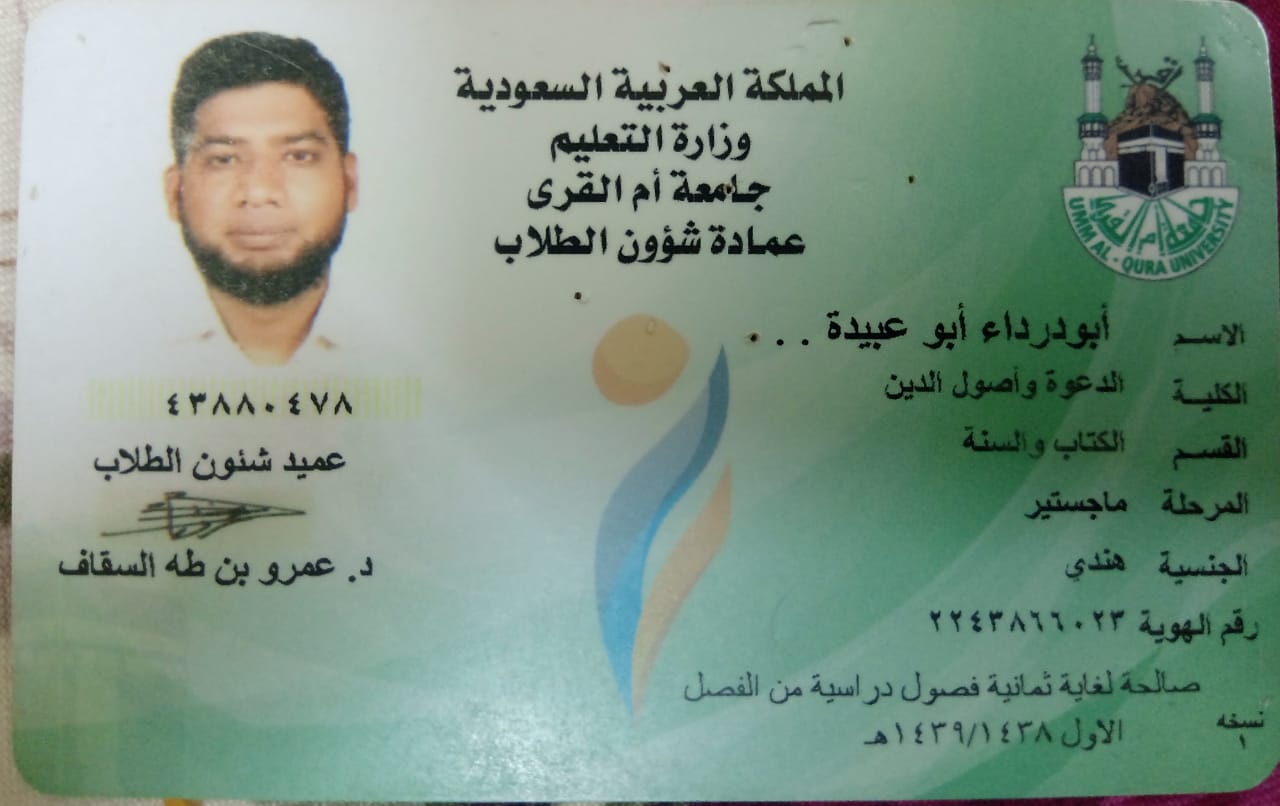 المملكة العربية السعودية
وزارة التعليم
جامعة أم القرى
عمادة شؤون الطلاب
جامعة أم القرى
UMM AL - QURA UNIVERSITY
الاسم أبودرداء أبو عبيدة . . .
الكلية الدعوة وأصول الدين
القسم الكتاب والسنة
المرحلة ماجستير
الجنسية هندي
رقم الهوية ٢٢٤٣٨٦٦٠٢٣
صالحة لغاية ثمانية فصول دراسية من الفصل
الاول ١٤٣٩/١٤٣٨هـ
نسخه
١
٤٣٨٨٠٤٧٨
عميد شئون الطلاب
د. عمرو بن طه السقاف